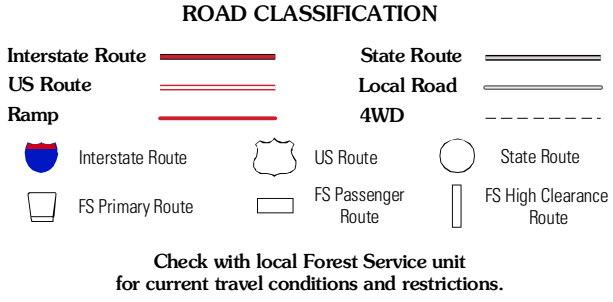 ROAD CLASSIFICATION
Interstate Route
State Route
US Route
Local Road
Ramp
4WD
Interstate Route
US Route
State Route
FS Primary Route
FS Passenger
Route
FS High Clearance
Route
Check with local Forest Service unit
for current travel conditions and restrictions.